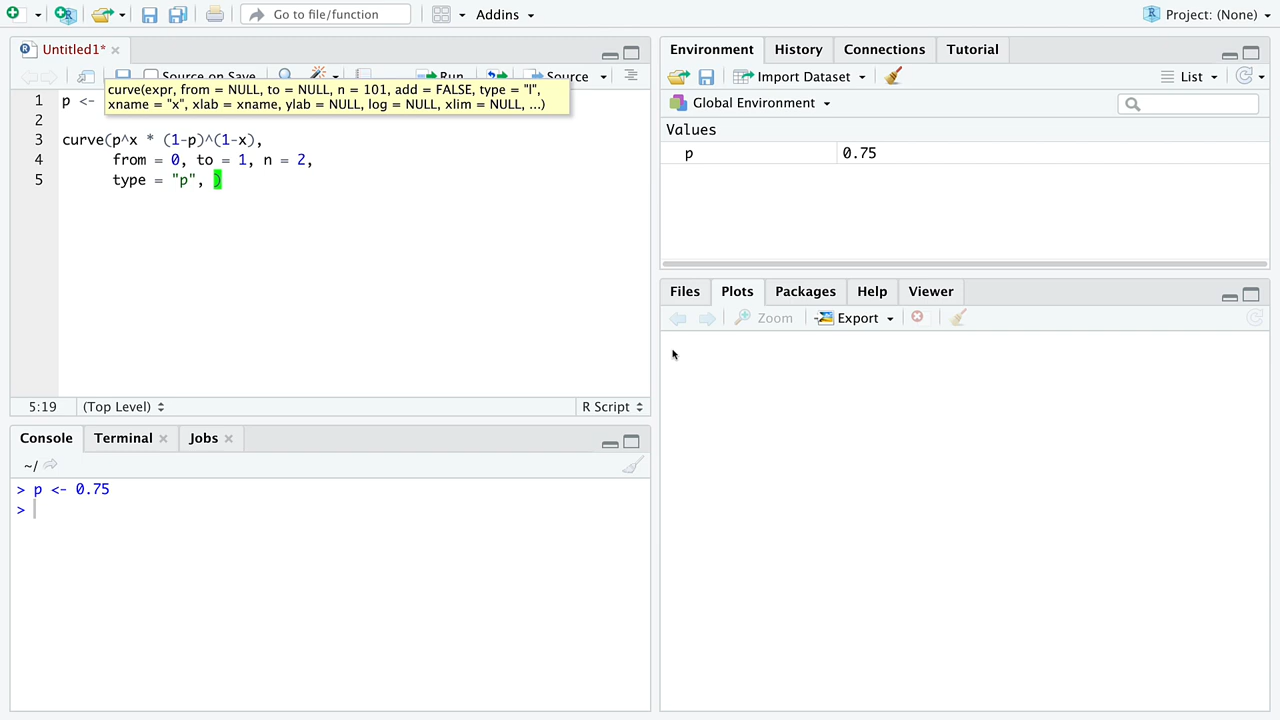 Go to file/function
Addins
Project: (None)
Untitled1*
Source on Save
Run
Source
curve(expr, from = NULL, to = NULL, n = 101, add = FALSE, type = "l",
xname = "x", xlab = xname, ylab = NULL, log = NULL, xlim = NULL, ...)
1 p <-
2
3 curve(p^x * (1-p)^(1-x),
4 from = 0, to = 1, n = 2,
5 type = "p", )
5:19
(Top Level)
R Script
Console
Terminal
Jobs
~/
> p <- 0.75
>
Environment
History
Connections
Tutorial
Import Dataset
List
Global Environment
Values
p 0.75
Files
Plots
Packages
Help
Viewer
Zoom
Export